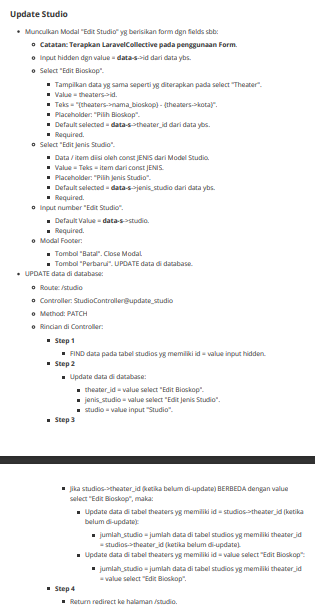 Update Studio
Munculkan Modal "Edit Studio" yg berisikan form dgn fields sbb:
Catatan: Terapkan LaravelCollective pada penggunaan Form.
Input hidden dgn value = data-s->id dari data ybs.
Select "Edit Bioskop".
Tampilkan data yg sama seperti yg diterapkan pada select "Theater".
Value = theaters->id.
Teks = "{theaters->nama_bioskop} - {theaters->kota}".
Placeholder: "Pilih Bioskop".
Default selected = data-s->theater_id dari data ybs.
Required.
Select "Edit Jenis Studio".
Data / item diisi oleh const JENIS dari Model Studio.
Value = Teks = item dari const JENIS.
Placeholder: "Pilih Jenis Studio".
Default selected = data-s->jenis_studio dari data ybs.
Required.
Input number "Edit Studio".
Default Value = data-s->studio.
Required.
Modal Footer:
Tombol "Batal". Close Modal.
Tombol "Perbarui". UPDATE data di database.
UPDATE data di database:
Route: /studio
Controller: StudioController@update_studio
Method: PATCH
Rincian di Controller:
Step 1
FIND data pada tabel studios yg memiliki id = value input hidden.
Step 2
Update data di database:
theater_id = value select "Edit Bioskop".
jenis_studio = value select "Edit Jenis Studio".
studio = value input "Studio".
Step 3
Jika studios->theater_id (ketika belum di-update) BERBEDA dengan value
select "Edit Bioskop", maka:
Update data di tabel theaters yg memiliki id = studios->theater_id (ketika
belum di-update):
jumlah_studio = jumlah data di tabel studios yg memiliki theater_id
= studios->theater_id (ketika belum di-update).
Update data di tabel theaters yg memiliki id = value select "Edit Bioskop":
jumlah_studio = jumlah data di tabel studios yg memiliki theater_id
= value select "Edit Bioskop".
Step 4
Return redirect ke halaman /studio.